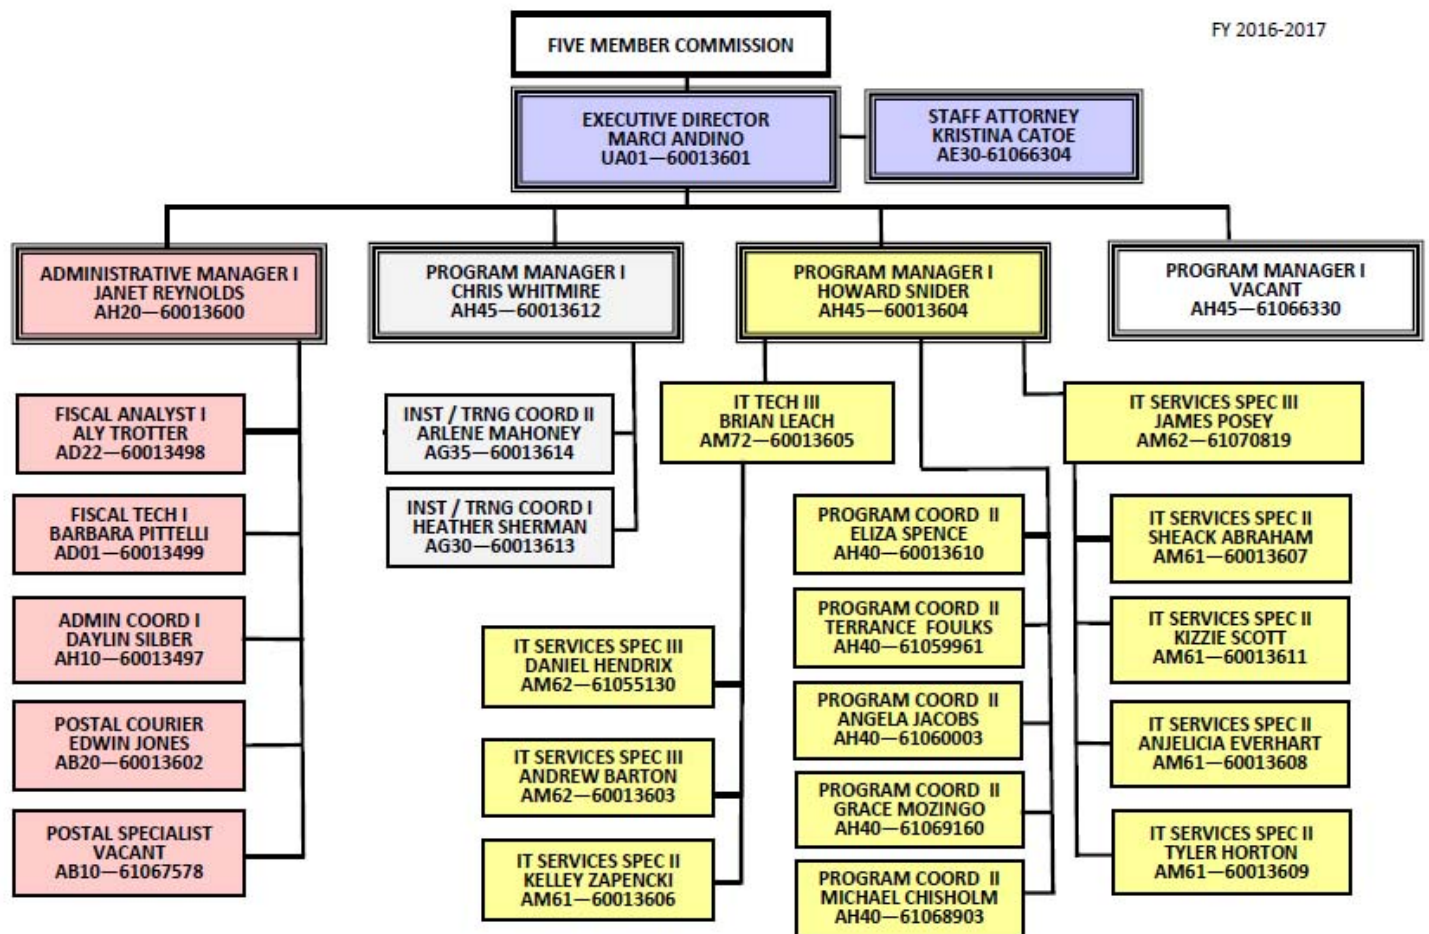 FY 2016-2017
FIVE MEMBER COMMISSION
EXECUTIVE DIRECTOR
MARCI ANDINO
UA01—60013601
STAFF ATTORNEY
KRISTINA CATOE
AE30-61066304
ADMINISTRATIVE MANAGER I
JANET REYNOLDS
AH20—60013600
PROGRAM MANAGER I
CHRIS WHITMIRE
AH45—60013612
PROGRAM MANAGER I
HOWARD SNIDER
AH45—60013604
PROGRAM MANAGER I
VACANT
AH45—61066330
FISCAL ANALYST I
ALY TROTTER
AD22—60013498
FISCAL TECH I
BARBARA PITTELLI
AD01—60013499
ADMIN COORD I
DAYLIN SILBER
AH10—60013497
POSTAL COURIER
EDWIN JONES
AB20—60013602
POSTAL SPECIALIST
VACANT
AB10—61067578
INST / TRNG COORD II
ARLENE MAHONEY
AG35—60013614
INST / TRNG COORD I
HEATHER SHERMAN
AG30—60013613
IT TECH III
BRIAN LEACH
AM72—60013605
IT SERVICES SPEC III
DANIEL HENDRIX
AM62—61055130
IT SERVICES SPEC III
ANDREW BARTON
AM62—60013603
IT SERVICES SPEC II
KELLEY ZAPENCKI
AM61—60013606
PROGRAM COORD  II
ELIZA SPENCE
AH40—60013610
PROGRAM COORD  II
TERRANCE  FOULKS
AH40—61059961
PROGRAM COORD  II
ANGELA JACOBS
AH40—61060003
PROGRAM COORD  II
GRACE MOZINGO
AH40—61069160
PROGRAM COORD  II
MICHAEL CHISHOLM
AH40—61068903
IT SERVICES SPEC III
JAMES POSEY
AM62—61070819
IT SERVICES SPEC II
SHEACK ABRAHAM
AM61—60013607
IT SERVICES SPEC II
KIZZIE SCOTT
AM61—60013611
IT SERVICES SPEC II
ANJELICIA EVERHART
AM61—60013608
IT SERVICES SPEC II
TYLER HORTON
AM61—60013609